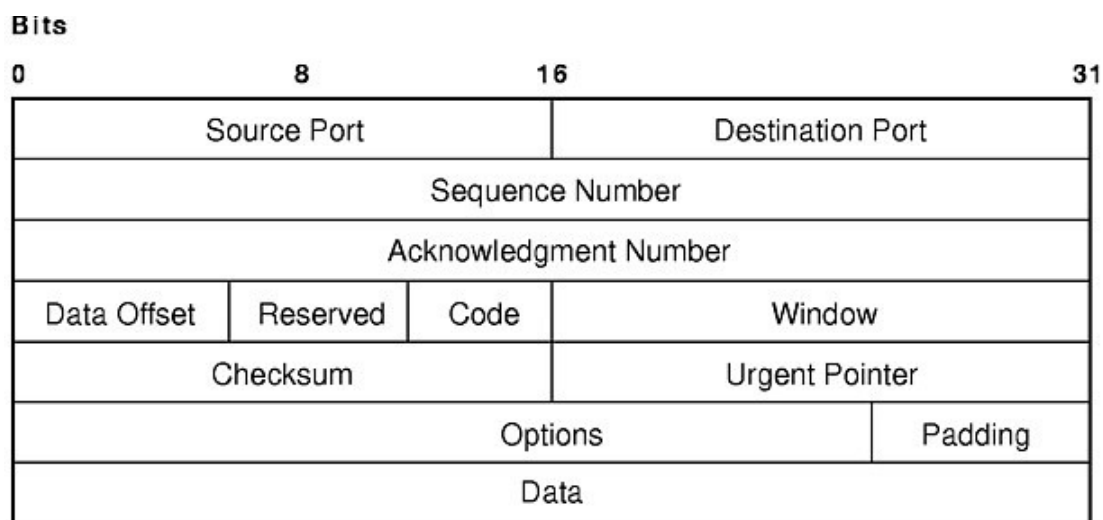 Bits
0 8 16 31
Source Port Destination Port
Sequence Number
Acknowledgment Number
Data Offset Reserved Code Window
Checksum Urgent Pointer
Options Padding
Data